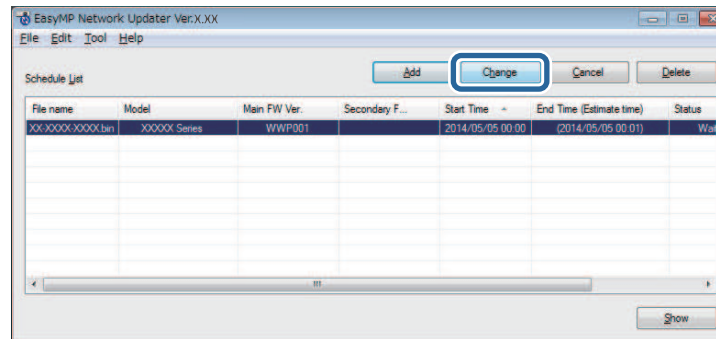 EasyMP Network Updater Ver.X.XX
File Edit Tool Help
Schedule List
Add Change Cancel Delete
File name Model Main FW Ver. Secondary F... Start Time End Time (Estimate time) Status
XX-XXXX-XXXX.bin XXXXX Series WWP001 2014/05/05 00:00 (2014/05/05 00:01) Wai
Show